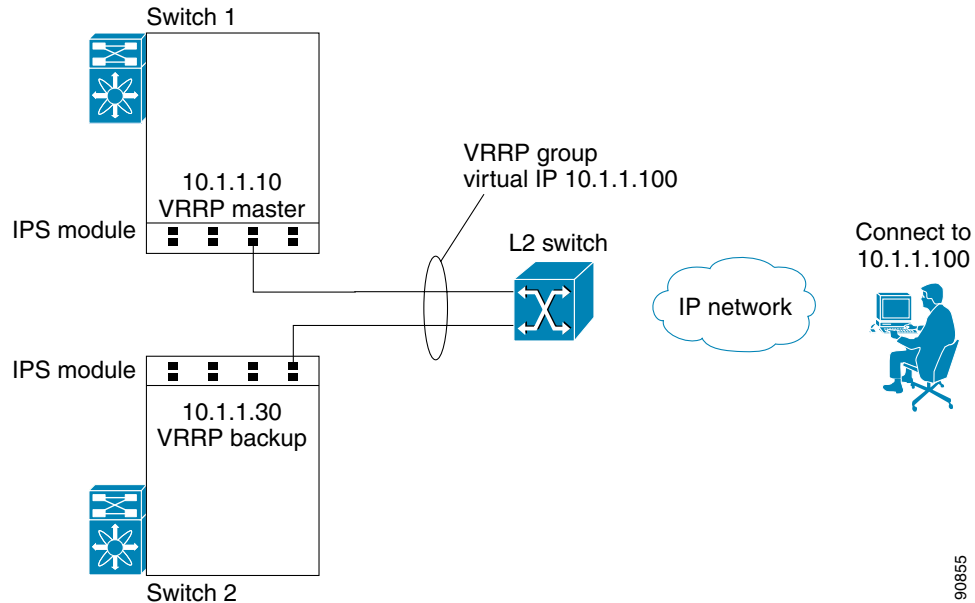 Switch 1
10.1.1.10
VRRP master
IPS module
VRRP group
virtual IP 10.1.1.100
L2 switch
IP network
Connect to
10.1.1.100
IPS module
10.1.1.30
VRRP backup
Switch 2
90855